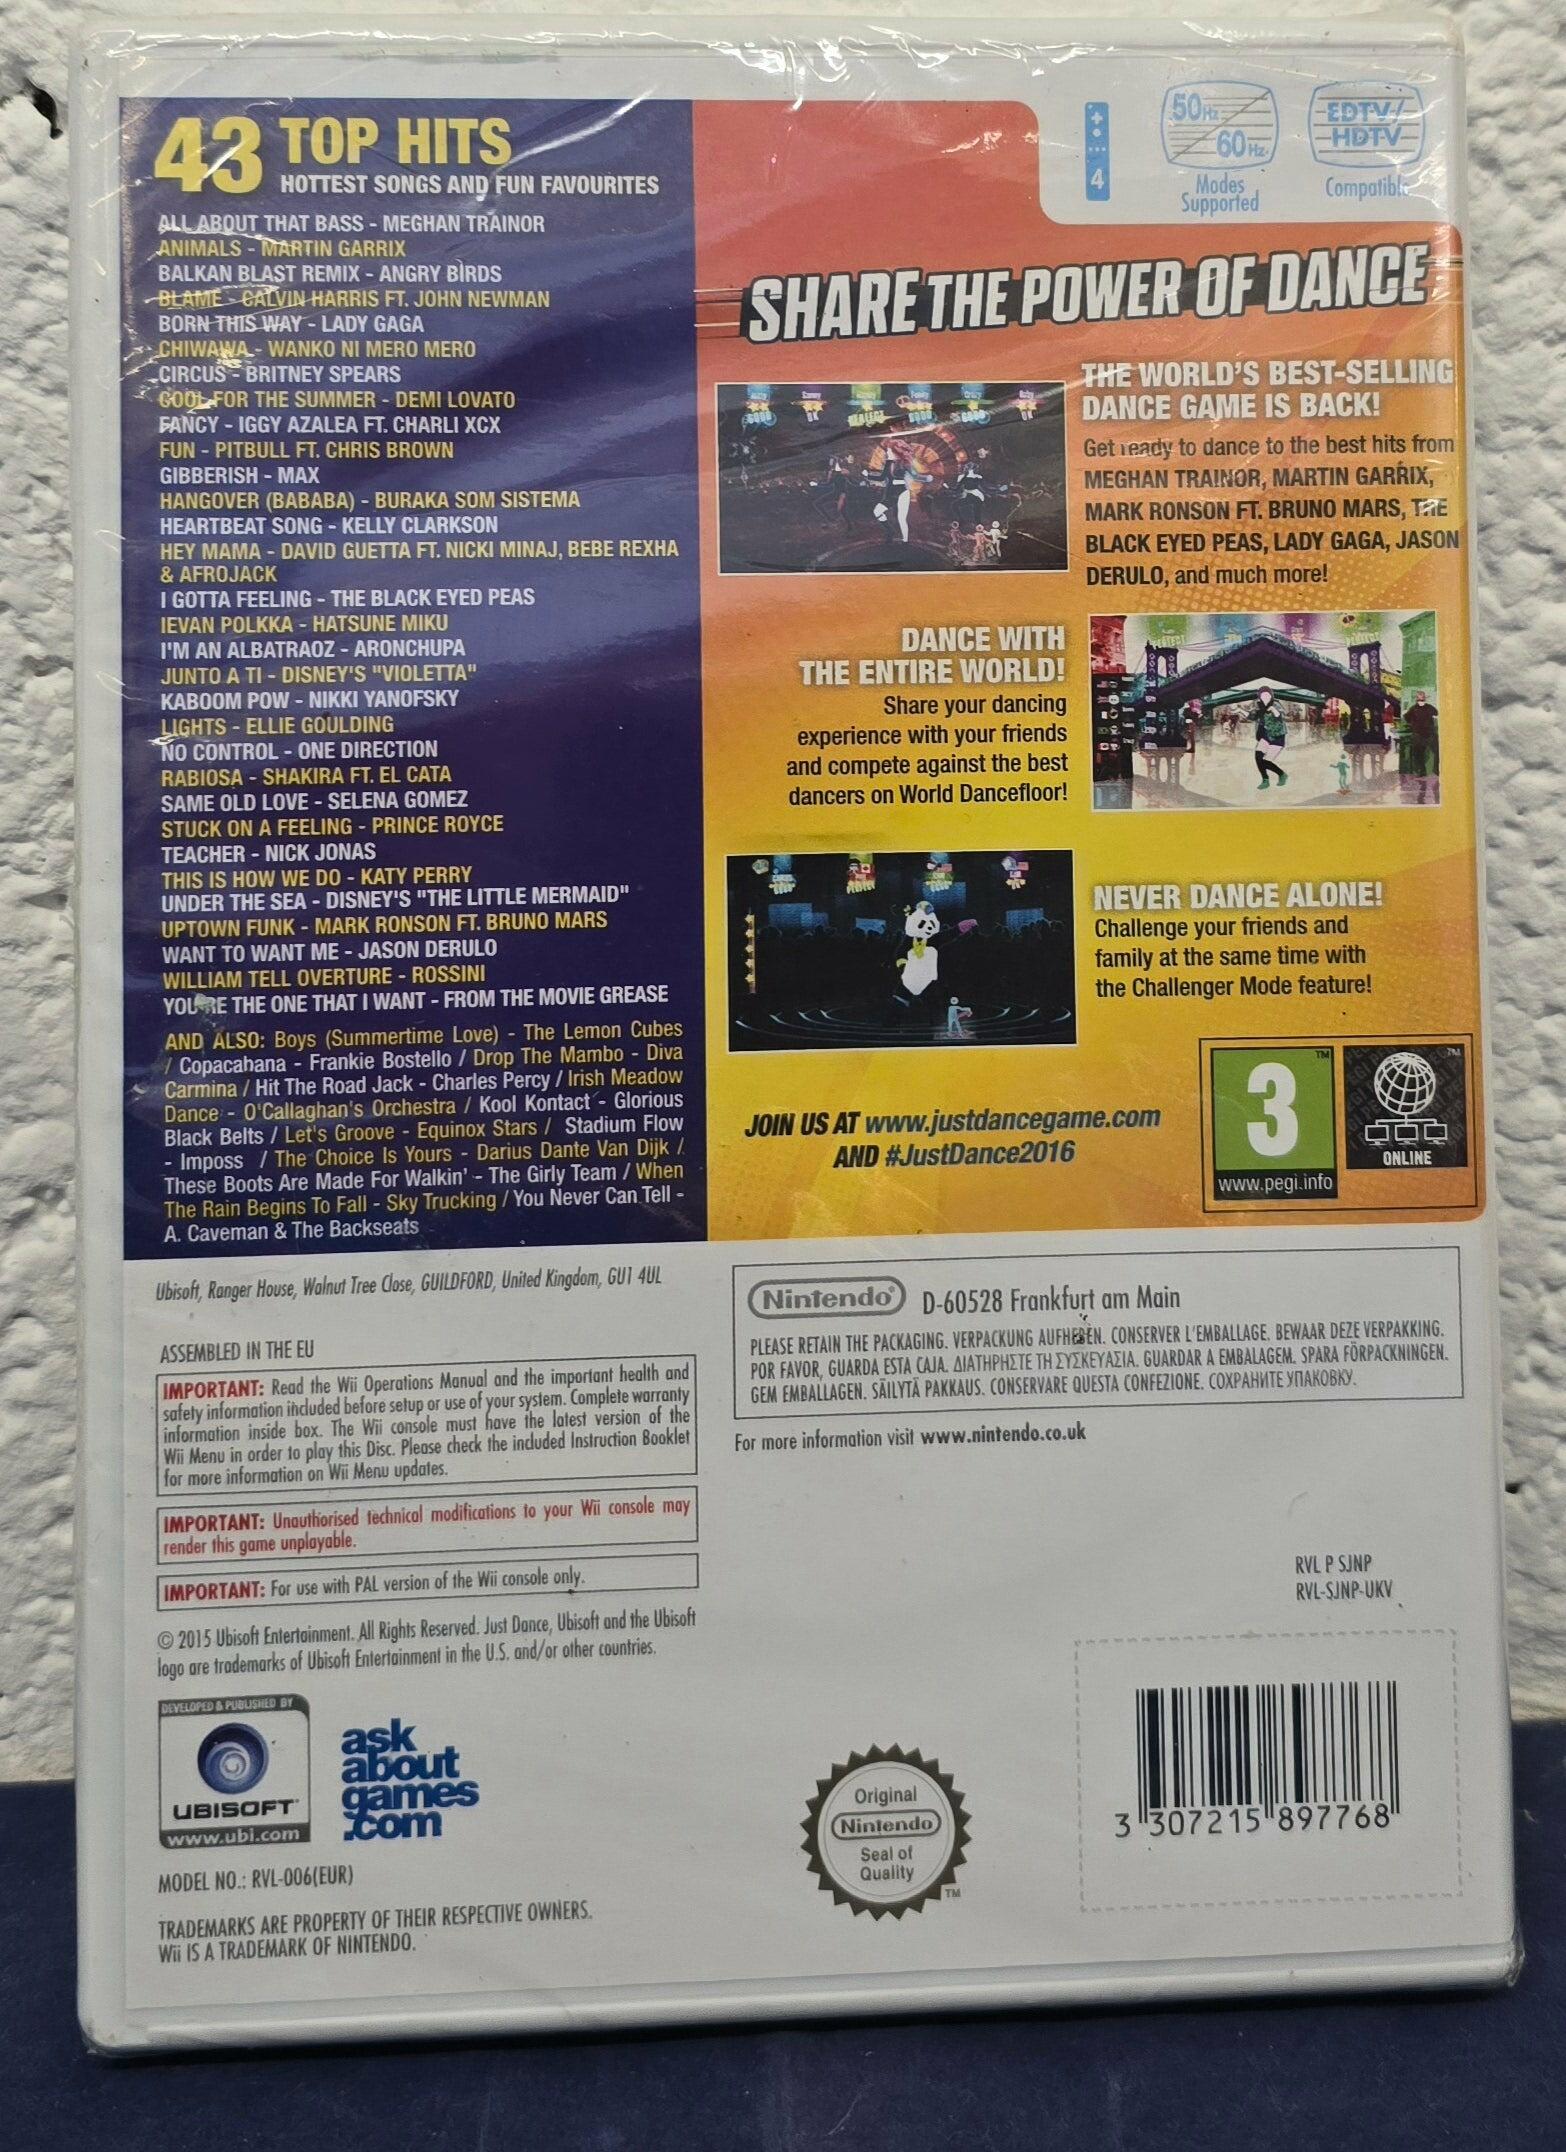 43 TOP HITS
HOTTEST SONGS AND FUN FAVOURITES
ALL ABOUT THAT BASS - MEGHAN TRAINOR
ANIMALS - MARTIN GARRIX
BALKAN BLAST REMIX - ANGRY BIRDS
BLAME - CALVIN HARRIS FT. JOHN NEWMAN
BORN THIS WAY - LADY GAGA
CHIWAWA - WANKO NI MERO MERO
CIRCUS - BRITNEY SPEARS
COOL FOR THE SUMMER - DEMI LOVATO
FANCY - IGGY AZALEA FT. CHARLI XCX
FUN - PITBULL FT. CHRIS BROWN
GIBBERISH - MAX
HANGOVER (BABABA) - BURAKA SOM SISTEMA
HEARTBEAT SONG - KELLY CLARKSON
HEY MAMA - DAVID GUETTA FT. NICKI MINAJ, BEBE REXHA
& AFROJACK
I GOTTA FEELING - THE BLACK EYED PEAS
IEVAN POLKKA - HATSUNE MIKU
I'M AN ALBATRAOZ - ARONCHUPA
JUNTO A TI - DISNEY'S "VIOLETTA"
KABOOM POW - NIKKI YANOFSKY
LIGHTS - ELLIE GOULDING
NO CONTROL - ONE DIRECTION
RABIOSA - SHAKIRA FT. EL CATA
SAME OLD LOVE - SELENA GOMEZ
STUCK ON A FEELING - PRINCE ROYCE
TEACHER - NICK JONAS
THIS IS HOW WE DO - KATY PERRY
UNDER THE SEA - DISNEY'S "THE LITTLE MERMAID"
UPTOWN FUNK - MARK RONSON FT. BRUNO MARS
WANT TO WANT ME - JASON DERULO
WILLIAM TELL OVERTURE - ROSSINI
YOU'RE THE ONE THAT I WANT - FROM THE MOVIE GREASE
AND ALSO: Boys (Summertime Love) - The Lemon Cubes
/ Copacabana - Frankie Bostello / Drop The Mambo - Diva
Carmina / Hit The Road Jack - Charles Percy / Irish Meadow
Dance - O'Callaghan's Orchestra / Kool Kontact - Glorious
Black Belts / Let's Groove - Equinox Stars / Stadium Flow
- Imposs / The Choice Is Yours - Darius Dante Van Dijk /
These Boots Are Made For Walkin' - The Girly Team / When
The Rain Begins To Fall - Sky Trucking / You Never Can Tell -
A. Caveman & The Backseats
4
50Hz
60Hz
Modes
Supported
EDTV/
HDTV
Compatible
SHARE THE POWER OF DANCE
THE WORLD'S BEST-SELLING
DANCE GAME IS BACK!
Get ready to dance to the best hits from
MEGHAN TRAINOR, MARTIN GARRIX,
MARK RONSON FT. BRUNO MARS, THE
BLACK EYED PEAS, LADY GAGA, JASON
DERULO, and much more!
DANCE WITH
THE ENTIRE WORLD!
Share your dancing
experience with your friends
and compete against the best
dancers on World Dancefloor!
NEVER DANCE ALONE!
Challenge your friends and
family at the same time with
the Challenger Mode feature!
JOIN US AT www.justdancegame.com
AND #JustDance2016
3
TM
www.pegi.info
TM
ONLINE
Ubisoft, Ranger House, Walnut Tree Close, GUILDFORD, United Kingdom, GU1 4UL
ASSEMBLED IN THE EU
IMPORTANT: Read the Wii Operations Manual and the important health and
safety information included before setup or use of your system. Complete warranty
information inside box. The Wii console must have the latest version of the
Wii Menu in order to play this Disc. Please check the included Instruction Booklet
for more information on Wii Menu updates.
IMPORTANT: Unauthorised technical modifications to your Wii console may
render this game unplayable.
IMPORTANT: For use with PAL version of the Wii console only.
© 2015 Ubisoft Entertainment. All Rights Reserved. Just Dance, Ubisoft and the Ubisoft
logo are trademarks of Ubisoft Entertainment in the U.S. and/or other countries.
DEVELOPED & PUBLISHED BY
UBISOFT
www.ubi.com
ask
about
games
.com
MODEL NO.: RVL-006(EUR)
TRADEMARKS ARE PROPERTY OF THEIR RESPECTIVE OWNERS.
Wii IS A TRADEMARK OF NINTENDO.
Nintendo® D-60528 Frankfurt am Main
PLEASE RETAIN THE PACKAGING. VERPACKUNG AUFHEBEN. CONSERVER L'EMBALLAGE. BEWAAR DEZE VERPAKKING.
POR FAVOR, GUARDA ESTA CAJA. ΔΙΑΤΗΡΗΣΤΕ ΤΗ ΣΥΣΚΕΥΑΣΙΑ. GUARDAR A EMBALAGEM. SPARA FÖRPACKNINGEN.
GEM EMBALLAGEN. SÄILYTÄ PAKKAUS. CONSERVARE QUESTA CONFEZIONE. СОХРАНИТЕ УПАКОВКУ.
For more information visit www.nintendo.co.uk
RVL P SJNP
RVL-SJNP-UKV
Original
Nintendo
Seal of
Quality
TM
3 307215 897768